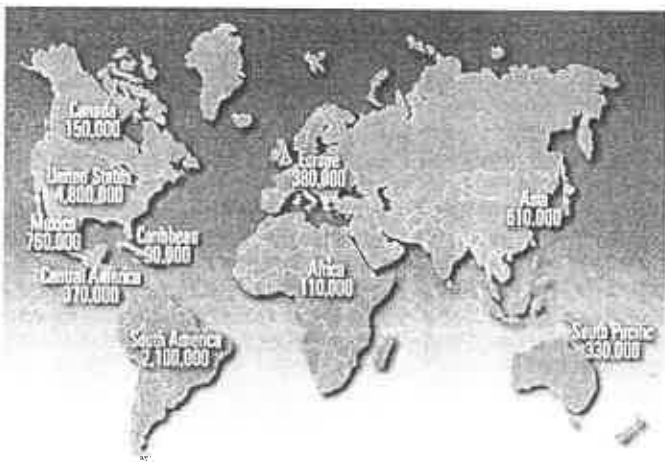 Canada
150,000
United States
4,800,000
Mexico
760,000
Caribbean
90,000
Central America
370,000
South America
2,100,000
Europe
380,000
Africa
110,000
Asia
610,000
South Pacific
330,000